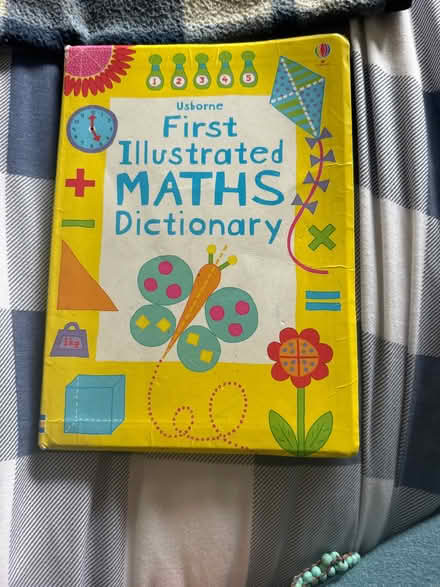 1 2 3 4 5
Usborne
First
Illustrated
MATHS
Dictionary
1kg